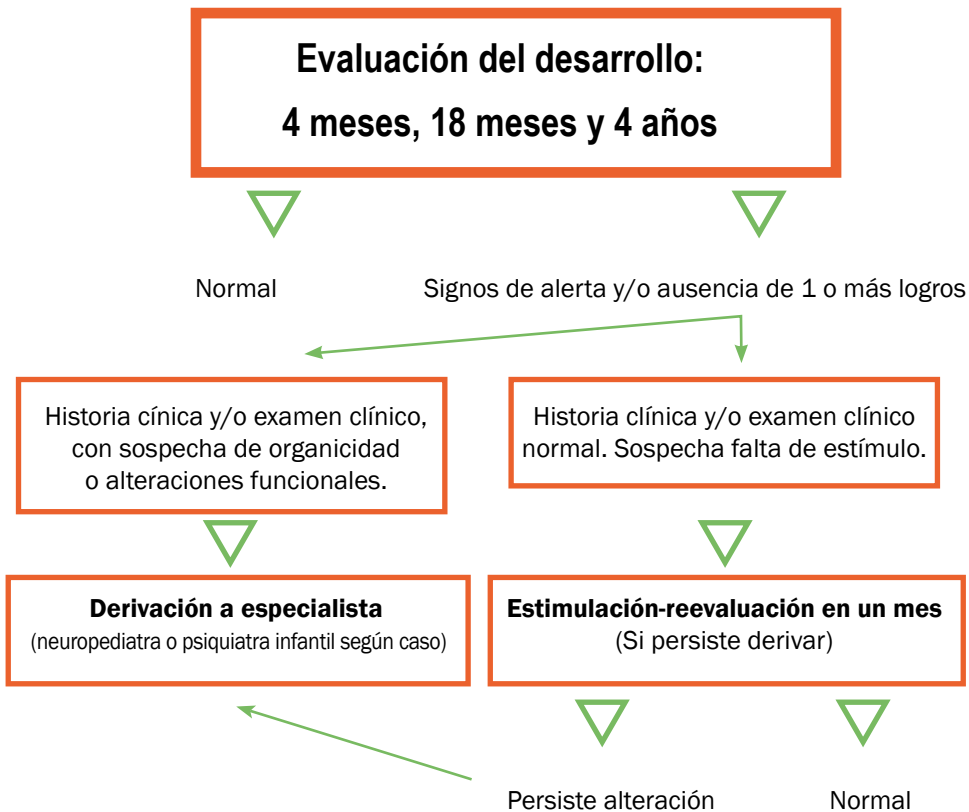 Evaluación del desarrollo:
4 meses, 18 meses y 4 años
Normal
Signos de alerta y/o ausencia de 1 o más logros
Historia cínica y/o examen clínico,
con sospecha de organicidad
o alteraciones funcionales.
Historia clínica y/o examen clínico
normal. Sospecha falta de estímulo.
Derivación a especialista
(neuropediatra o psiquiatra infantil según caso)
Estimulación-reevaluación en un mes
(Si persiste derivar)
Persiste alteración
Normal